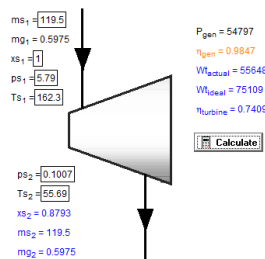 ms1 = 119.5
mg1 = 0.5975
xs1 = 1
ps1 = 5.79
Ts1 = 162.3
Pgen = 54797
ηgen = 0.9847
Wtactual = 55648
Wtideal = 75109
ηturbine = 0.7409
Calculate
ps2 = 0.1007
Ts2 = 55.69
xs2 = 0.8793
ms2 = 119.5
mg2 = 0.5975